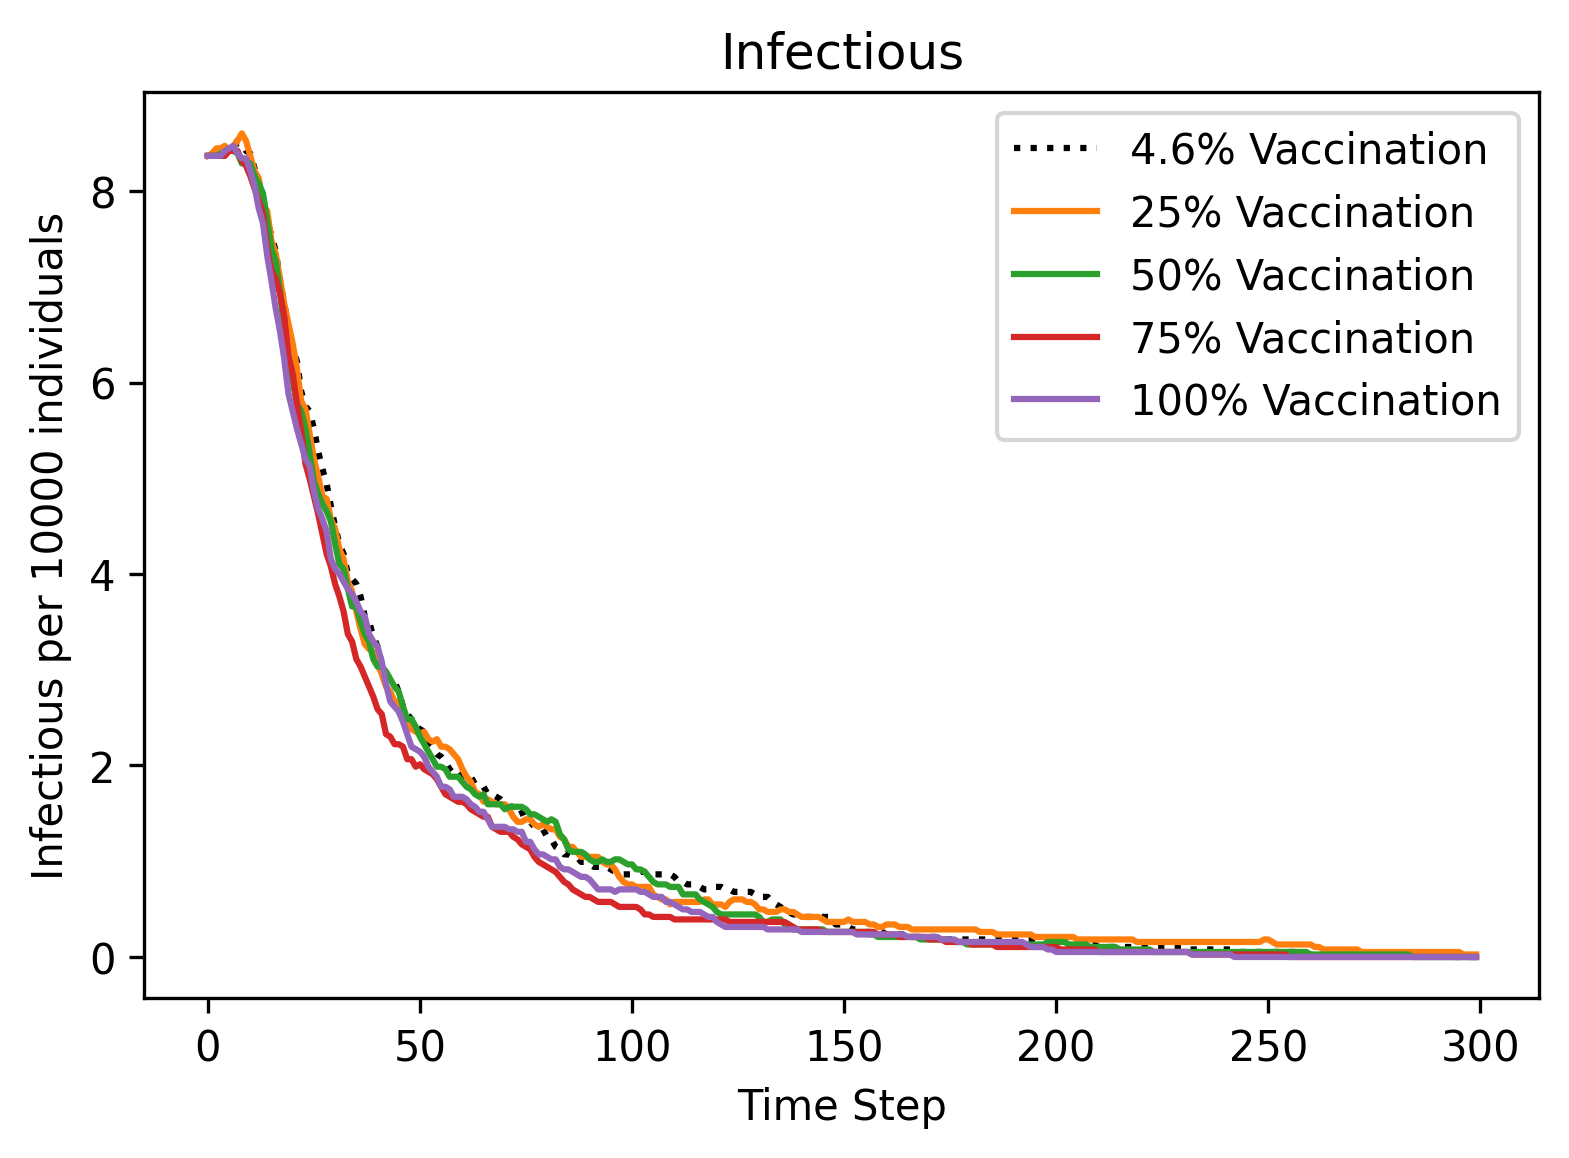 Infectious
Infectious per 10000 individuals
8
6
4
2
0
4.6% Vaccination
25% Vaccination
50% Vaccination
75% Vaccination
100% Vaccination
0 50 100 150 200 250 300
Time Step